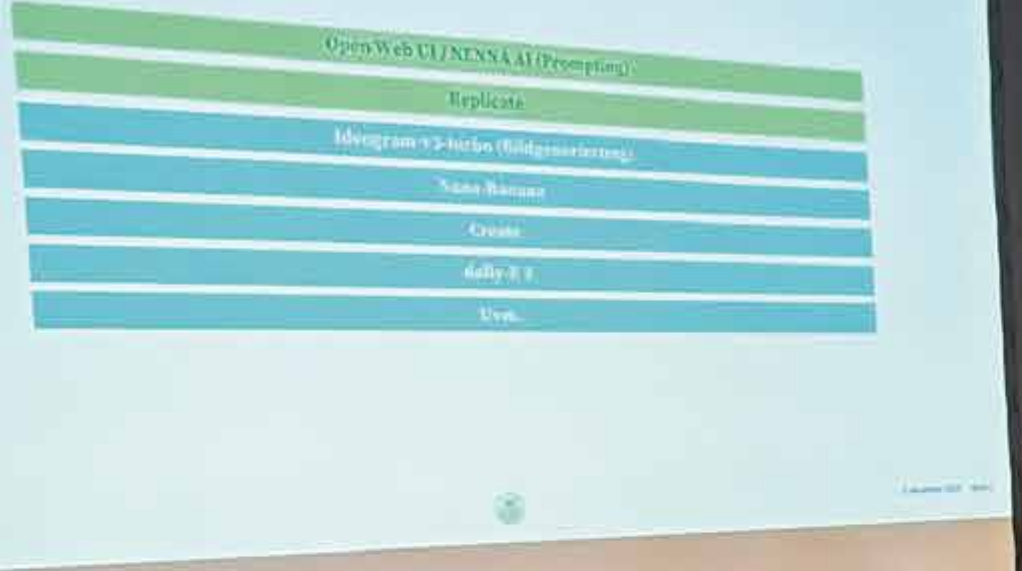 Open Web UI / NENNA AI (Prompting)
Replicate
Ideogram-v3-turbo (Bildgenerierung)
Nano-Banana
Create
dally-E 3
Usw.